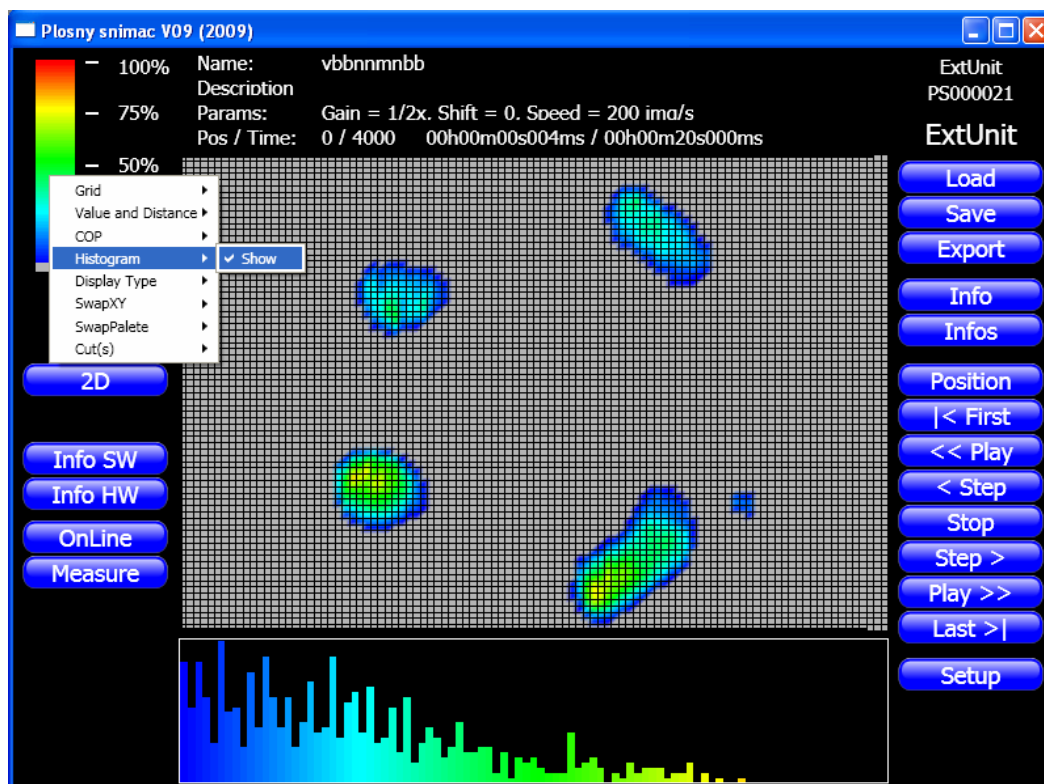 Plosny snimac V09 (2009)
100%
75%
50%
Name: vbbnnmnbb
Description
Params: Gain = 1/2x, Shift = 0, Speed = 200 img/s
Pos / Time: 0 / 4000 00h00m00s004ms / 00h00m20s000ms
ExtUnit
PS000021
ExtUnit
Grid
Value and Distance
COP
Histogram
Show
Display Type
SwapXY
SwapPalete
Cut(s)
2D
Info SW
Info HW
OnLine
Measure
Load
Save
Export
Info
Infos
Position
|< First
<< Play
< Step
Stop
Step >
Play >>
Last >|
Setup